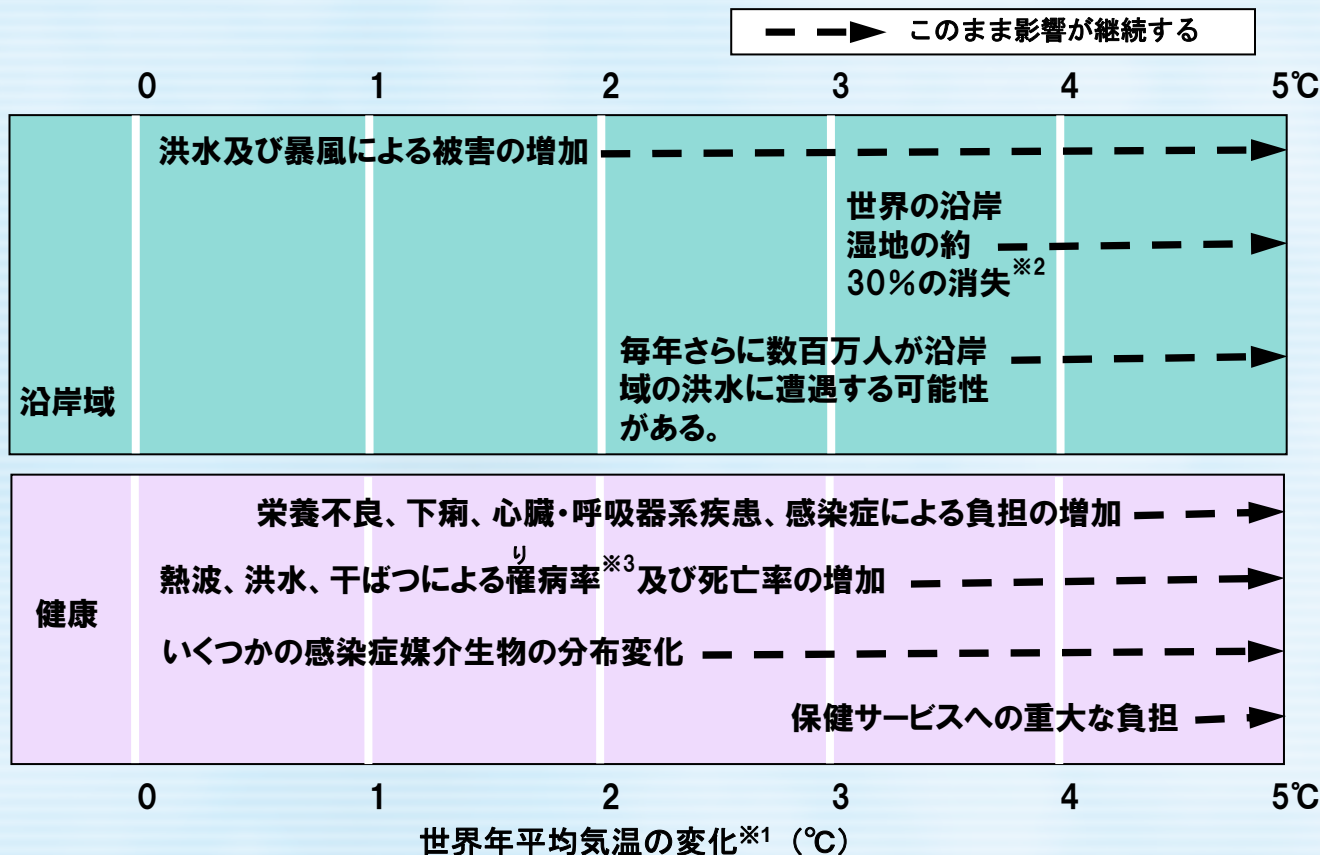 このまま影響が継続する
0 1 2 3 4 5℃
洪水及び暴風による被害の増加
世界の沿岸
湿地の約
30%の消失※2
毎年さらに数百万人が沿岸
域の洪水に遭遇する可能性
がある。
沿岸域
栄養不良、下痢、心臓・呼吸器系疾患、感染症による負担の増加
り
熱波、洪水、干ばつによる罹病率※3及び死亡率の増加
健康
いくつかの感染症媒介生物の分布変化
保健サービスへの重大な負担
0 1 2 3 4 5℃
世界年平均気温の変化※1 (℃)